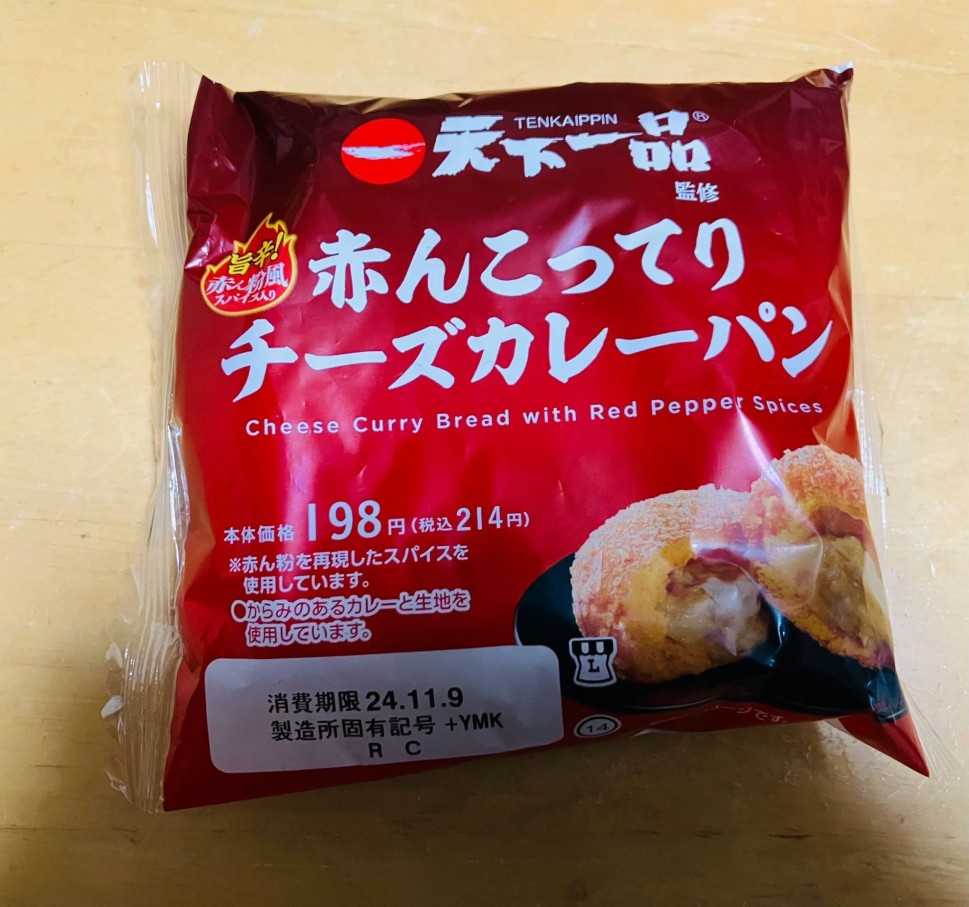 TENKAIPPIN
天下一品®
監修
旨辛!
赤ん粉風
スパイス入り
赤んこってり
チーズカレーパン
Cheese Curry Bread with Red Pepper Spices
本体価格 198円(税込214円)
※赤ん粉を再現したスパイスを
使用しています。
●からみのあるカレーと生地を
使用しています。
L
消費期限 24.11.9
製造所固有記号 +YMK
R C
14
ージです。